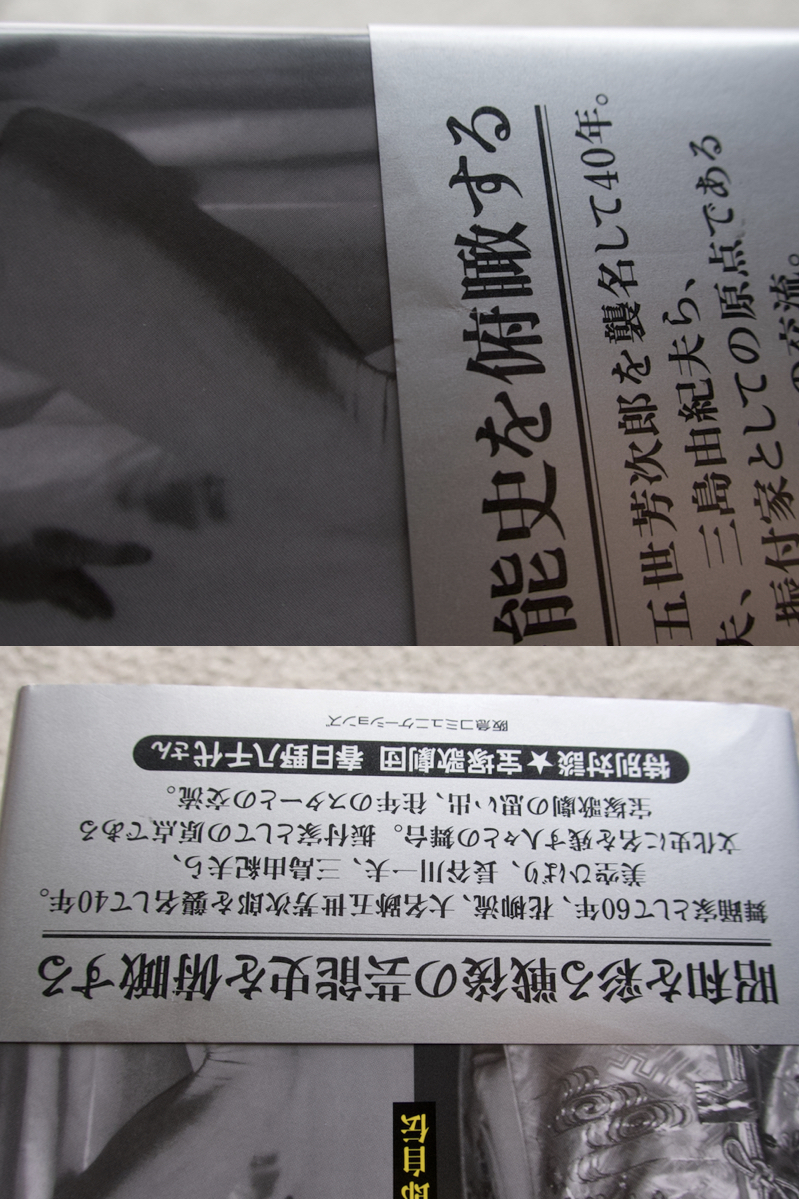 能史を俯瞰する
五世芳次郎を襲名して40年。
夫、三島由紀夫ら、
振付家としての原点である
の交流。
昭和を彩る戦後の芸能史を俯瞰する
舞踊家として60年、花柳流、大名跡五世芳次郎を襲名して40年。
美空ひばり、長谷川一夫、三島由紀夫ら、
文化史に名を残す人々との舞台。振付家としての原点である
宝塚歌劇の思い出、往年のスターとの交流。
特別対談★宝塚歌劇団 春日野八千代さん
阪急コミュニケーションズ
郎自伝